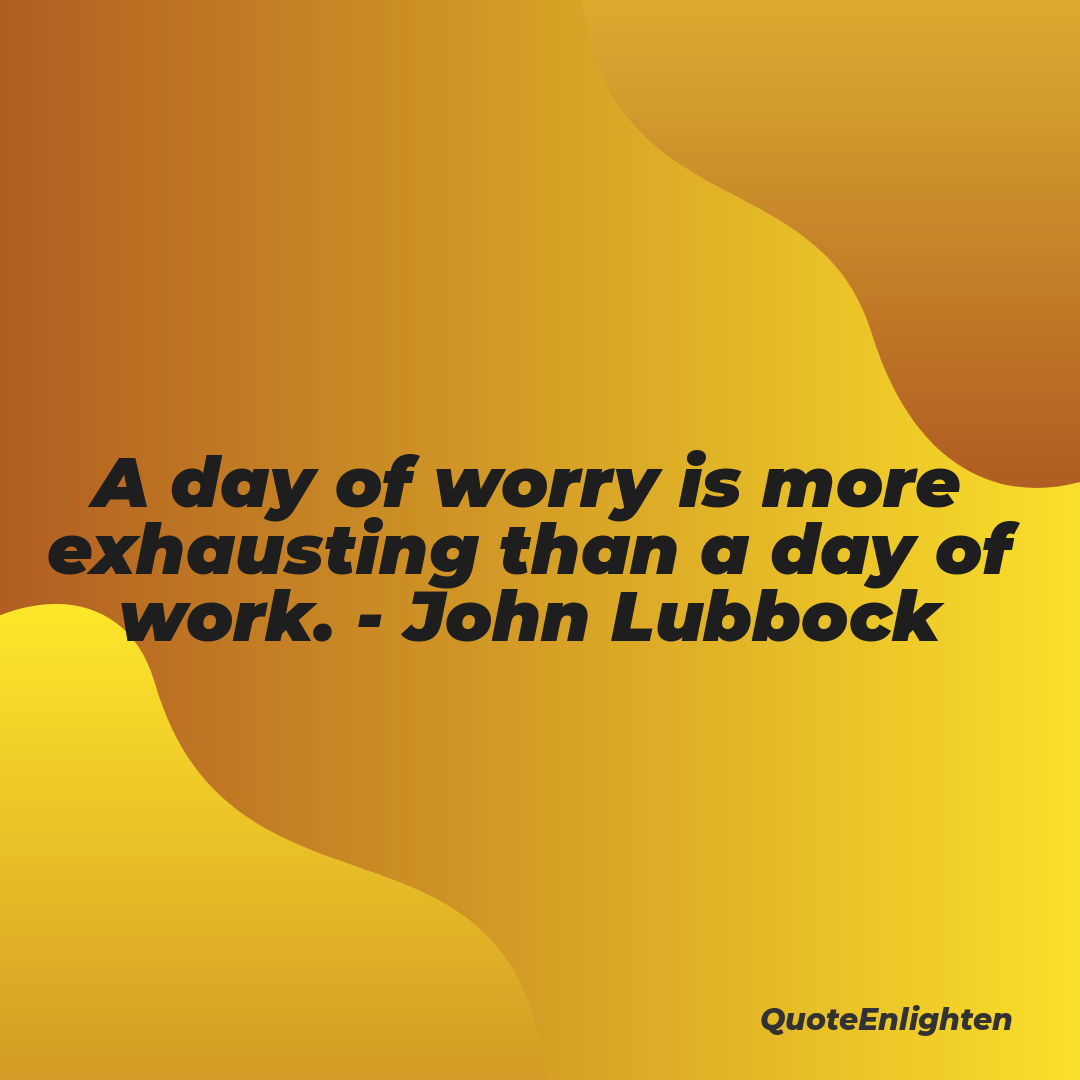 A day of worry is more
exhausting than a day of
work. - John Lubbock
QuoteEnlighten